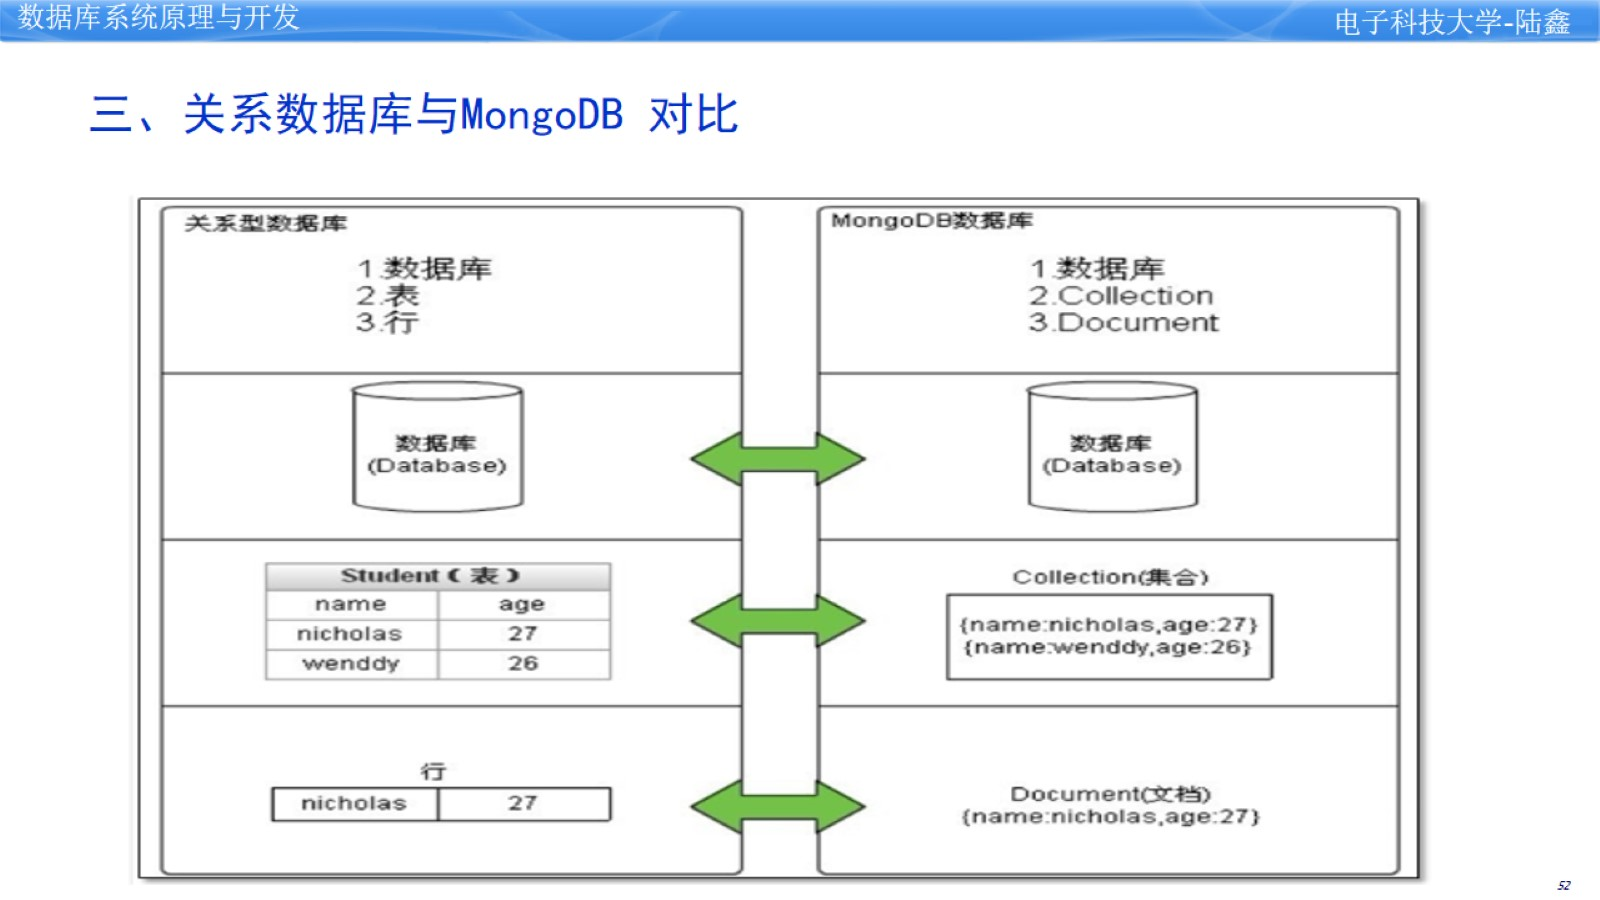 数据库系统原理与开发
电子科技大学-陆鑫
三、关系数据库与MongoDB 对比
关系型数据库
1.数据库
2.表
3.行
MongoDB数据库
1.数据库
2.Collection
3.Document
数据库
(Database)
数据库
(Database)
Student（表）
name age
nicholas 27
wenddy 26
Collection(集合)
{name:nicholas,age:27}
{name:wenddy,age:26}
行
nicholas 27
Document(文档)
{name:nicholas,age:27}
52